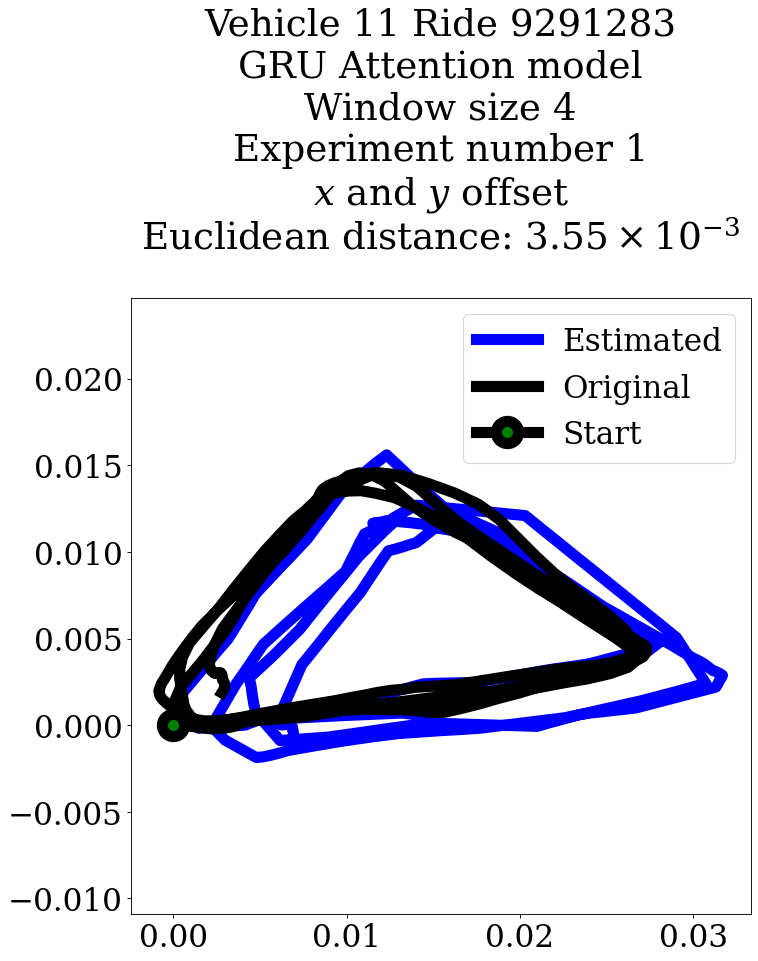 Vehicle 11 Ride 9291283
GRU Attention model
Window size 4
Experiment number 1
x and y offset
Euclidean distance: 3.55 × 10⁻³
Estimated
Original
Start
0.020
0.015
0.010
0.005
0.000
−0.005
−0.010
0.00 0.01 0.02 0.03